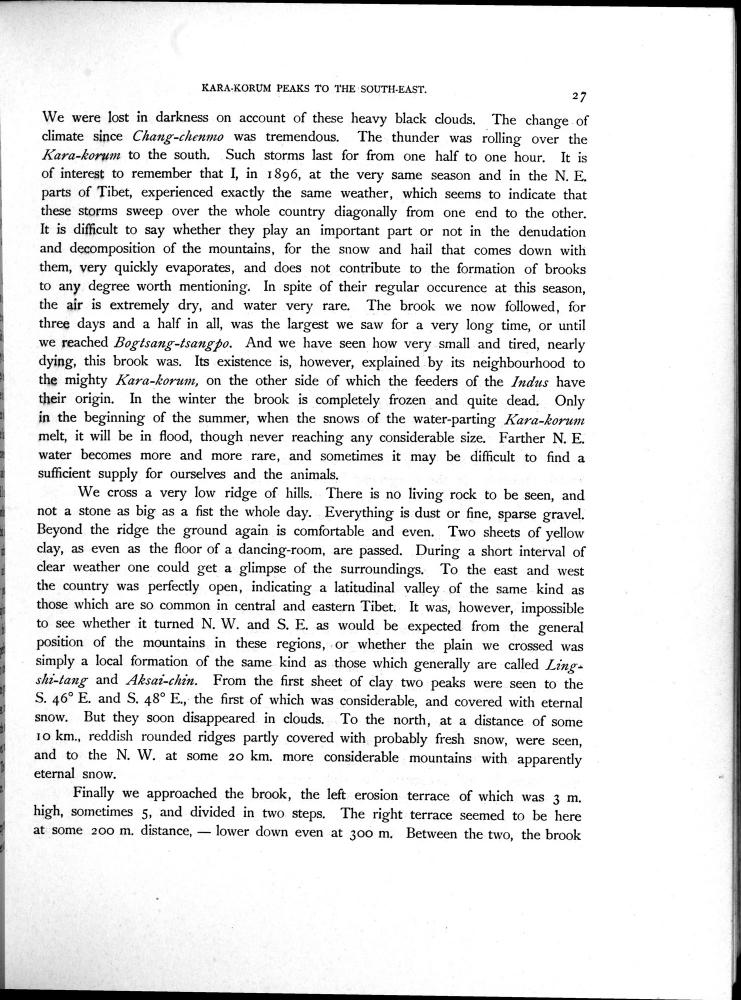 KARA-KORUM PEAKS TO THE SOUTH-EAST.
27
We were lost in darkness on account of these heavy black clouds. The change of
climate since Chang-chenmo was tremendous. The thunder was rolling over the
Kara-korum to the south. Such storms last for from one half to one hour. It is
of interest to remember that I, in 1896, at the very same season and in the N. E.
parts of Tibet, experienced exactly the same weather, which seems to indicate that
these storms sweep over the whole country diagonally from one end to the other.
It is difficult to say whether they play an important part or not in the denudation
and decomposition of the mountains, for the snow and hail that comes down with
them, very quickly evaporates, and does not contribute to the formation of brooks
to any degree worth mentioning. In spite of their regular occurence at this season,
the air is extremely dry, and water very rare. The brook we now followed, for
three days and a half in all, was the largest we saw for a very long time, or until
we reached Bogtsang-tsangpo. And we have seen how very small and tired, nearly
dying, this brook was. Its existence is, however, explained by its neighbourhood to
the mighty Kara-korum, on the other side of which the feeders of the Indus have
their origin. In the winter the brook is completely frozen and quite dead. Only
in the beginning of the summer, when the snows of the water-parting Kara-korum
melt, it will be in flood, though never reaching any considerable size. Farther N. E.
water becomes more and more rare, and sometimes it may be difficult to find a
sufficient supply for ourselves and the animals.
We cross a very low ridge of hills. There is no living rock to be seen, and
not a stone as big as a fist the whole day. Everything is dust or fine, sparse gravel.
Beyond the ridge the ground again is comfortable and even. Two sheets of yellow
clay, as even as the floor of a dancing-room, are passed. During a short interval of
clear weather one could get a glimpse of the surroundings. To the east and west
the country was perfectly open, indicating a latitudinal valley of the same kind as
those which are so common in central and eastern Tibet. It was, however, impossible
to see whether it turned N. W. and S. E. as would be expected from the general
position of the mountains in these regions, or whether the plain we crossed was
simply a local formation of the same kind as those which generally are called Ling-
shi-tang and Aksai-chin. From the first sheet of clay two peaks were seen to the
S. 46° E. and S. 48° E., the first of which was considerable, and covered with eternal
snow. But they soon disappeared in clouds. To the north, at a distance of some
10 km., reddish rounded ridges partly covered with probably fresh snow, were seen,
and to the N. W. at some 20 km. more considerable mountains with apparently
eternal snow.
Finally we approached the brook, the left erosion terrace of which was 3 m.
high, sometimes 5, and divided in two steps. The right terrace seemed to be here
at some 200 m. distance, — lower down even at 300 m. Between the two, the brook